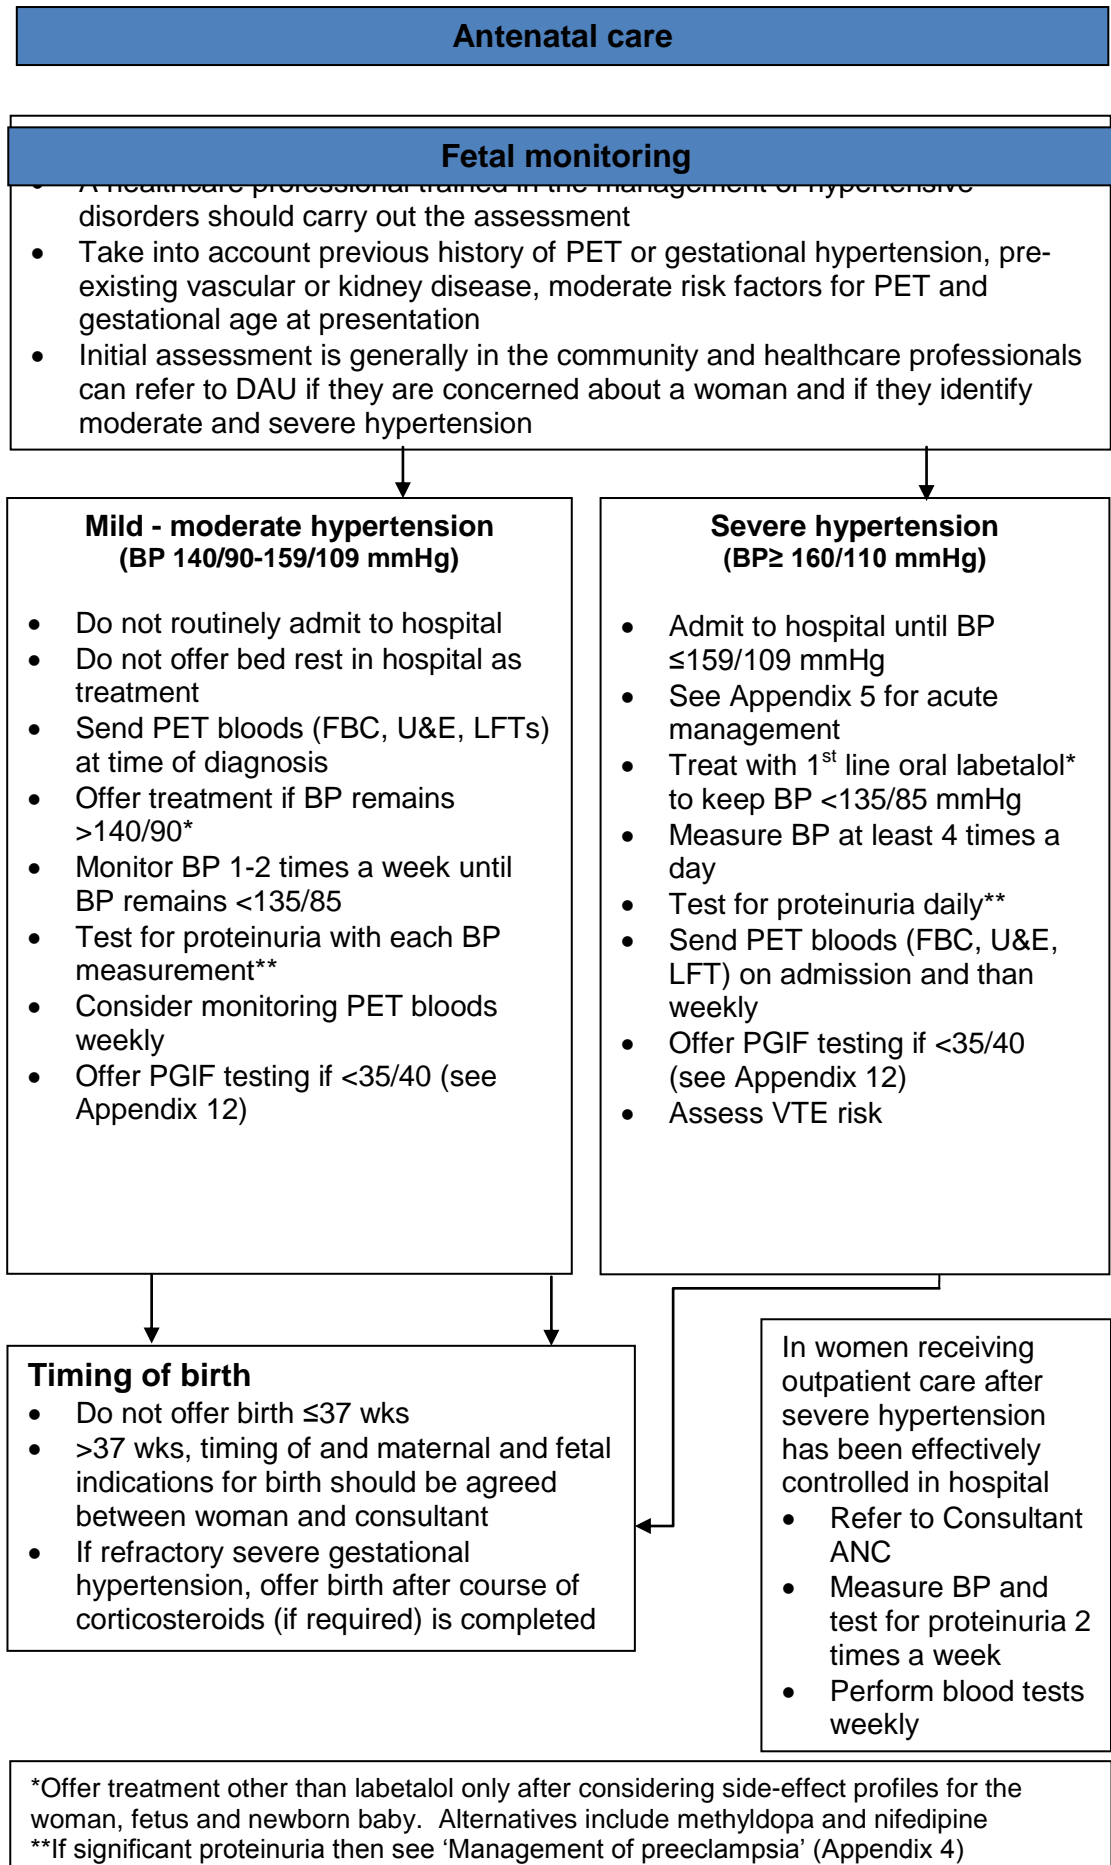 Antenatal care
Fetal monitoring
• A healthcare professional trained in the management of hypertensive
disorders should carry out the assessment
• Take into account previous history of PET or gestational hypertension, pre-
existing vascular or kidney disease, moderate risk factors for PET and
gestational age at presentation
• Initial assessment is generally in the community and healthcare professionals
can refer to DAU if they are concerned about a woman and if they identify
moderate and severe hypertension
Mild - moderate hypertension
(BP 140/90-159/109 mmHg)
• Do not routinely admit to hospital
• Do not offer bed rest in hospital as
treatment
• Send PET bloods (FBC, U&E, LFTs)
at time of diagnosis
• Offer treatment if BP remains
>140/90*
• Monitor BP 1-2 times a week until
BP remains <135/85
• Test for proteinuria with each BP
measurement**
• Consider monitoring PET bloods
weekly
• Offer PGIF testing if <35/40 (see
Appendix 12)
Severe hypertension
(BP≥ 160/110 mmHg)
• Admit to hospital until BP
≤159/109 mmHg
• See Appendix 5 for acute
management
• Treat with 1st line oral labetalol*
to keep BP <135/85 mmHg
• Measure BP at least 4 times a
day
• Test for proteinuria daily**
• Send PET bloods (FBC, U&E,
LFT) on admission and than
weekly
• Offer PGIF testing if <35/40
(see Appendix 12)
• Assess VTE risk
Timing of birth
• Do not offer birth ≤37 wks
• >37 wks, timing of and maternal and fetal
indications for birth should be agreed
between woman and consultant
• If refractory severe gestational
hypertension, offer birth after course of
corticosteroids (if required) is completed
In women receiving
outpatient care after
severe hypertension
has been effectively
controlled in hospital
• Refer to Consultant
ANC
• Measure BP and
test for proteinuria 2
times a week
• Perform blood tests
weekly
*Offer treatment other than labetalol only after considering side-effect profiles for the
woman, fetus and newborn baby. Alternatives include methyldopa and nifedipine
**If significant proteinuria then see ‘Management of preeclampsia’ (Appendix 4)